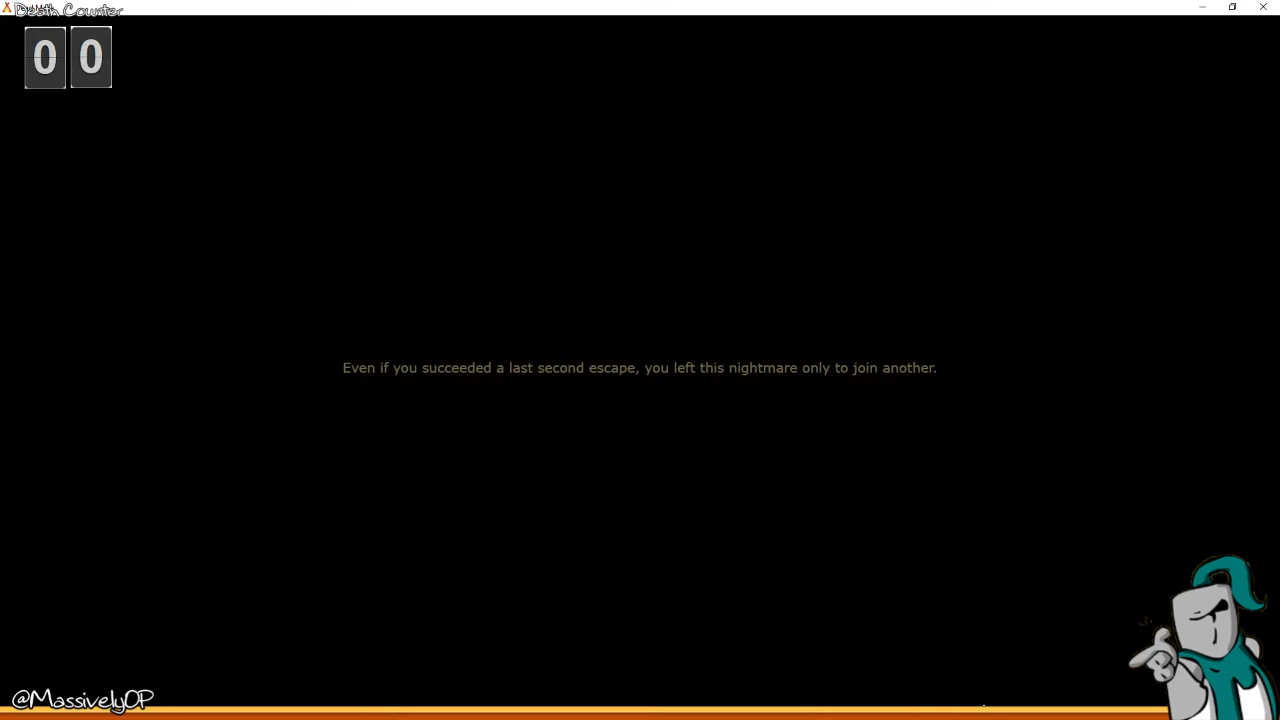 Death Counter
0 0
Even if you succeeded a last second escape, you left this nightmare only to join another.
@MassivelyOP